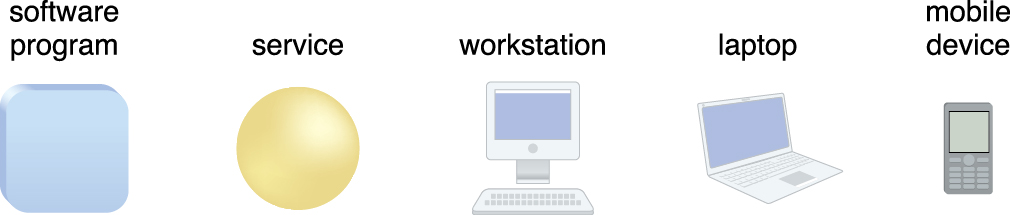 software
program
service
workstation
laptop
mobile
device